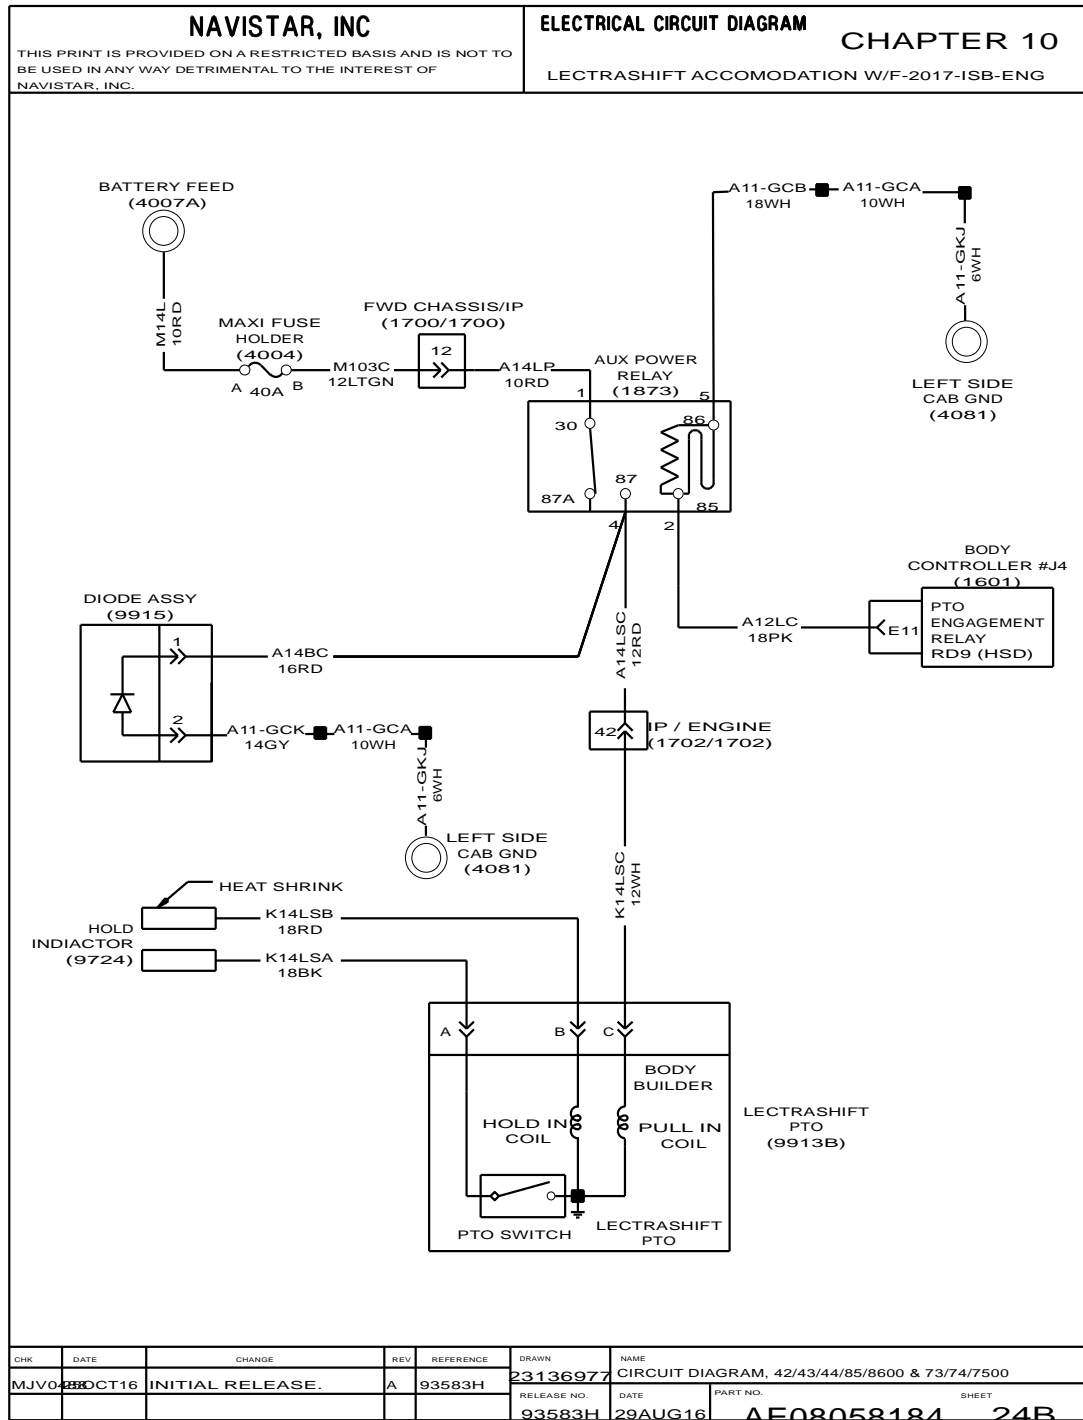 NAVISTAR, INC
THIS PRINT IS PROVIDED ON A RESTRICTED BASIS AND IS NOT TO
BE USED IN ANY WAY DETRIMENTAL TO THE INTEREST OF
NAVISTAR, INC.
ELECTRICAL CIRCUIT DIAGRAM
CHAPTER 10
LECTRASHIFT ACCOMODATION W/F-2017-ISB-ENG
BATTERY FEED
(4007A)
M14L
10RD
MAXI FUSE
HOLDER
(4004)
A
40A
B
M103C
12LTGN
FWD CHASSIS/IP
(1700/1700)
12
A14LP
10RD
AUX POWER
RELAY
(1873)
1
5
30
86
87A
87
85
4
2
A11-GCB
18WH
A11-GCA
10WH
A11-GKJ
6WH
LEFT SIDE
CAB GND
(4081)
BODY
CONTROLLER #J4
(1601)
PTO
ENGAGEMENT
RELAY
RD9 (HSD)
E11
A12LC
18PK
A14LSC
12RD
DIODE ASSY
(9915)
1
2
A14BC
16RD
A11-GCK
14GY
A11-GCA
10WH
A11-GKJ
6WH
LEFT SIDE
CAB GND
(4081)
42
IP / ENGINE
(1702/1702)
K14LSC
12WH
HEAT SHRINK
HOLD
INDIACTOR
(9724)
K14LSB
18RD
K14LSA
18BK
A
B
C
BODY
BUILDER
HOLD IN
COIL
PULL IN
COIL
LECTRASHIFT
PTO
(9913B)
PTO SWITCH
LECTRASHIFT
PTO
CHK
DATE
CHANGE
REV
REFERENCE
INITIAL RELEASE.
A
93583H
DRAWN
23136977
NAME
CIRCUIT DIAGRAM, 42/43/44/85/8600 & 73/74/7500
RELEASE NO.
93583H
DATE
29AUG16
PART NO.
AE08058184
SHEET
24B